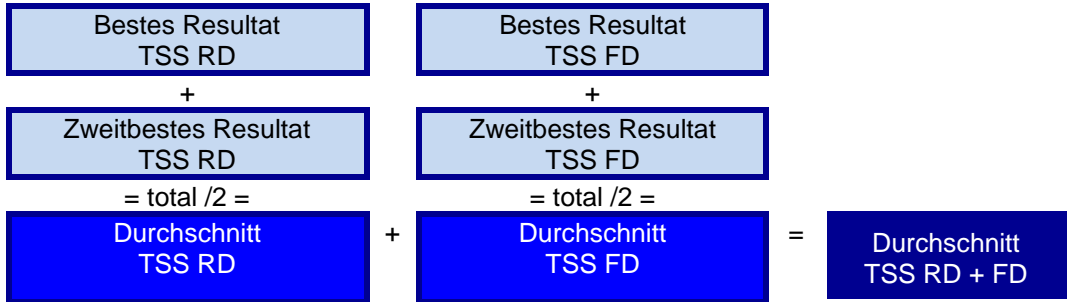 Bestes Resultat
TSS RD
Bestes Resultat
TSS FD
+
+
Zweitbestes Resultat
TSS RD
Zweitbestes Resultat
TSS FD
= total /2 =
= total /2 =
Durchschnitt
TSS RD
+
Durchschnitt
TSS FD
=
Durchschnitt
TSS RD + FD